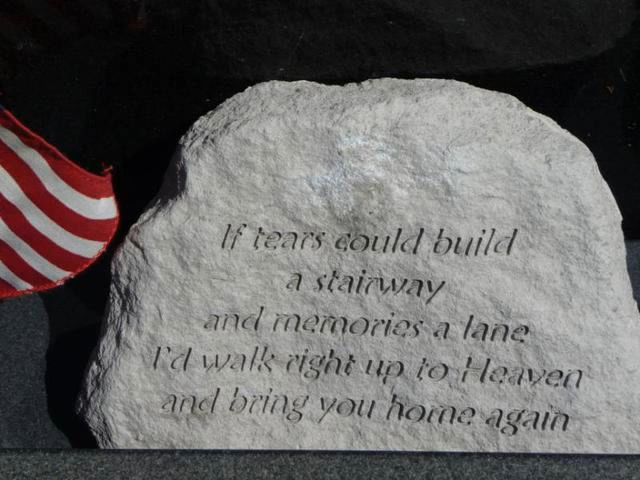 If tears could build
a stairway
and memories a lane
I'd walk right up to Heaven
and bring you home again